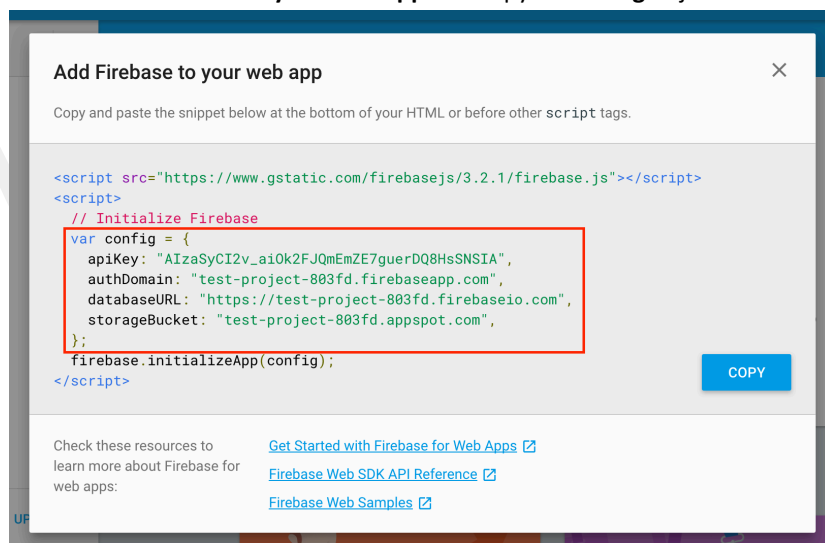 Add Firebase to your web app
Copy and paste the snippet below at the bottom of your HTML or before other script tags.
<script src="https://www.gstatic.com/firebasejs/3.2.1/firebase.js"></script>
<script>
// Initialize Firebase
var config = {
apiKey: "AIzaSyCI2v_aiOk2FJQmEmZE7guerDQ8HsSNSIA",
authDomain: "test-project-803fd.firebaseapp.com",
databaseURL: "https://test-project-803fd.firebaseio.com",
storageBucket: "test-project-803fd.appspot.com",
};
firebase.initializeApp(config);
</script>
COPY
Check these resources to
learn more about Firebase for
web apps:
Get Started with Firebase for Web Apps
Firebase Web SDK API Reference
Firebase Web Samples
UP